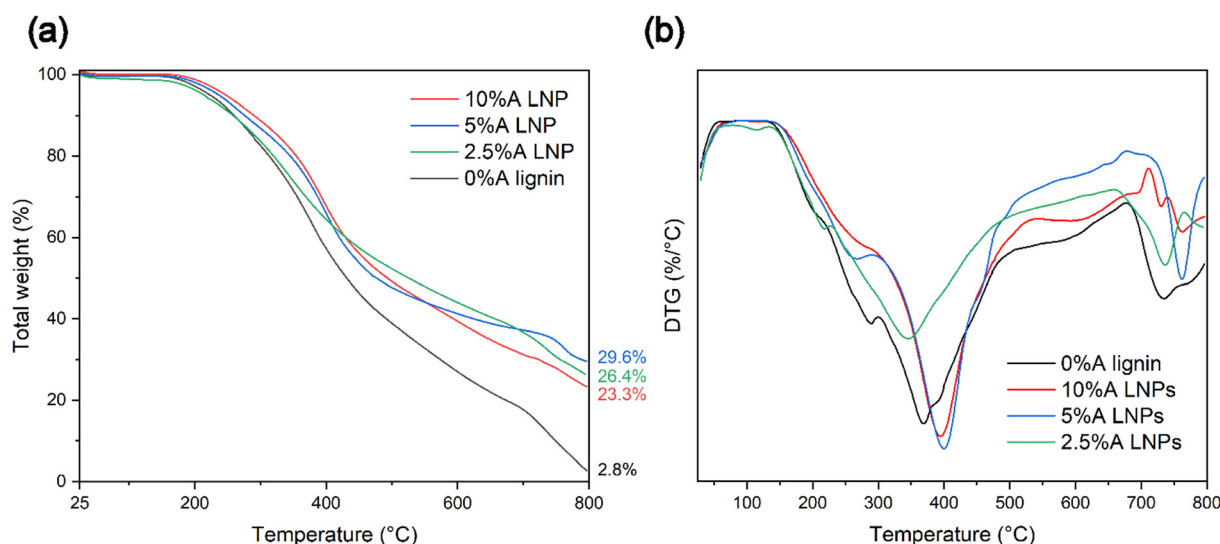 (a)
100
80
60
40
20
0
Total weight (%)
10%A LNP
5%A LNP
2.5%A LNP
0%A lignin
29.6%
26.4%
23.3%
2.8%
25 200 400 600 800
Temperature (°C)
(b)
DTG (%/°C)
0%A lignin
10%A LNPs
5%A LNPs
2.5%A LNPs
100 200 300 400 500 600 700 800
Temperature (°C)